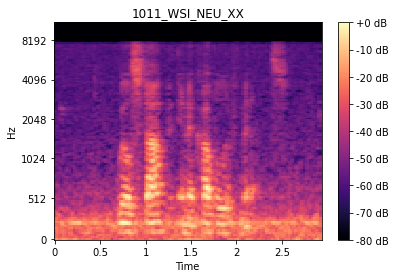 1011_WSI_NEU_XX
+0 dB
8192
-10 dB
4096
-20 dB
-30 dB
2048
Hz
-40 dB
1024
-50 dB
512
-60 dB
-70 dB
0
-80 dB
0 0.5 1 1.5 2 2.5
Time